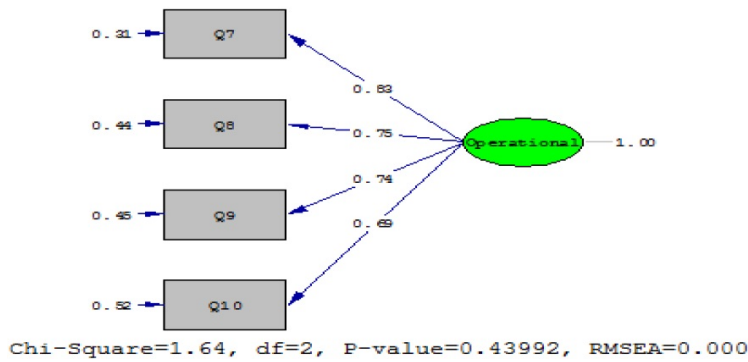 0.31 Q7
0.83
0.44 Q8
0.75
Operational 1.00
0.74
0.45 Q9
0.69
0.52 Q10
Chi-Square=1.64, df=2, P-value=0.43992, RMSEA=0.000